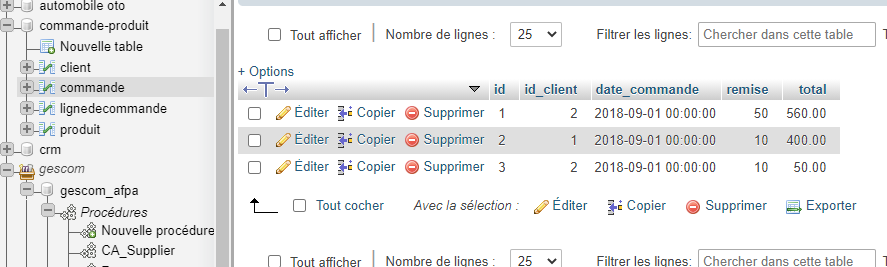 automobile oto
commande-produit
Nouvelle table
client
commande
lignedecommande
produit
crm
gescom
gescom_afpa
Procédures
Nouvelle procédure
CA_Supplier
Tout afficher Nombre de lignes : 25 Filtrer les lignes: Chercher dans cette table
+ Options
id id_client date_commande remise total
Éditer Copier Supprimer 1 2 2018-09-01 00:00:00 50 560.00
Éditer Copier Supprimer 2 1 2018-09-01 00:00:00 10 400.00
Éditer Copier Supprimer 3 2 2018-09-01 00:00:00 10 50.00
Tout cocher Avec la sélection : Éditer Copier Supprimer Exporter
Tout afficher Nombre de lignes : 25 Filtrer les lignes: Chercher dans cette table